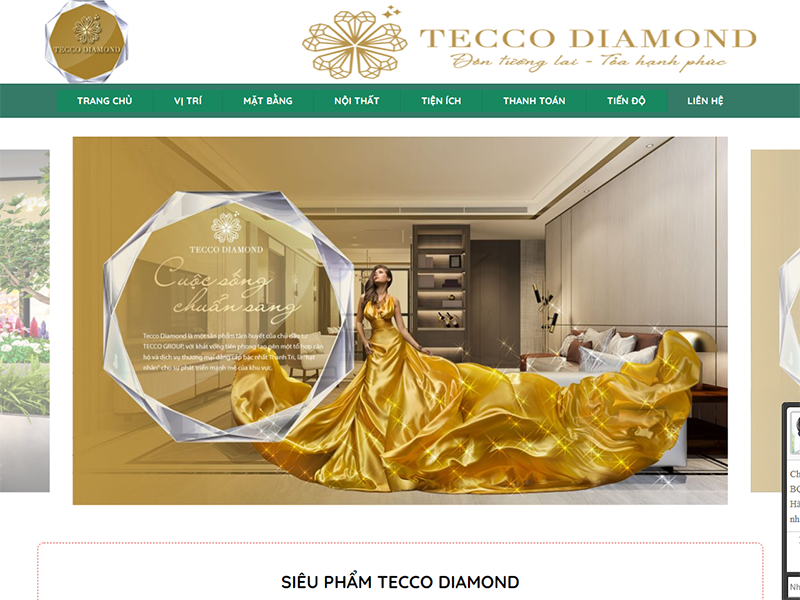 TECCO DIAMOND
TECCO DIAMOND
Đón tương lai - Tỏa hạnh phúc
TRANG CHỦ VỊ TRÍ MẶT BẰNG NỘI THẤT TIỆN ÍCH THANH TOÁN TIẾN ĐỘ LIÊN HỆ
TECCO DIAMOND
Cuộc sống
chuẩn sang
Tecco Diamond là một sản phẩm tâm huyết của chủ đầu tư
TECCO GROUP, với khát vọng tiên phong tạo nên một tổ hợp căn
hộ và dịch vụ thương mại đẳng cấp bậc nhất Thanh Trì, là "hạt
nhân" cho sự phát triển mạnh mẽ của khu vực.
Ch
BQ
Hà
nh
Nh
SIÊU PHẨM TECCO DIAMOND